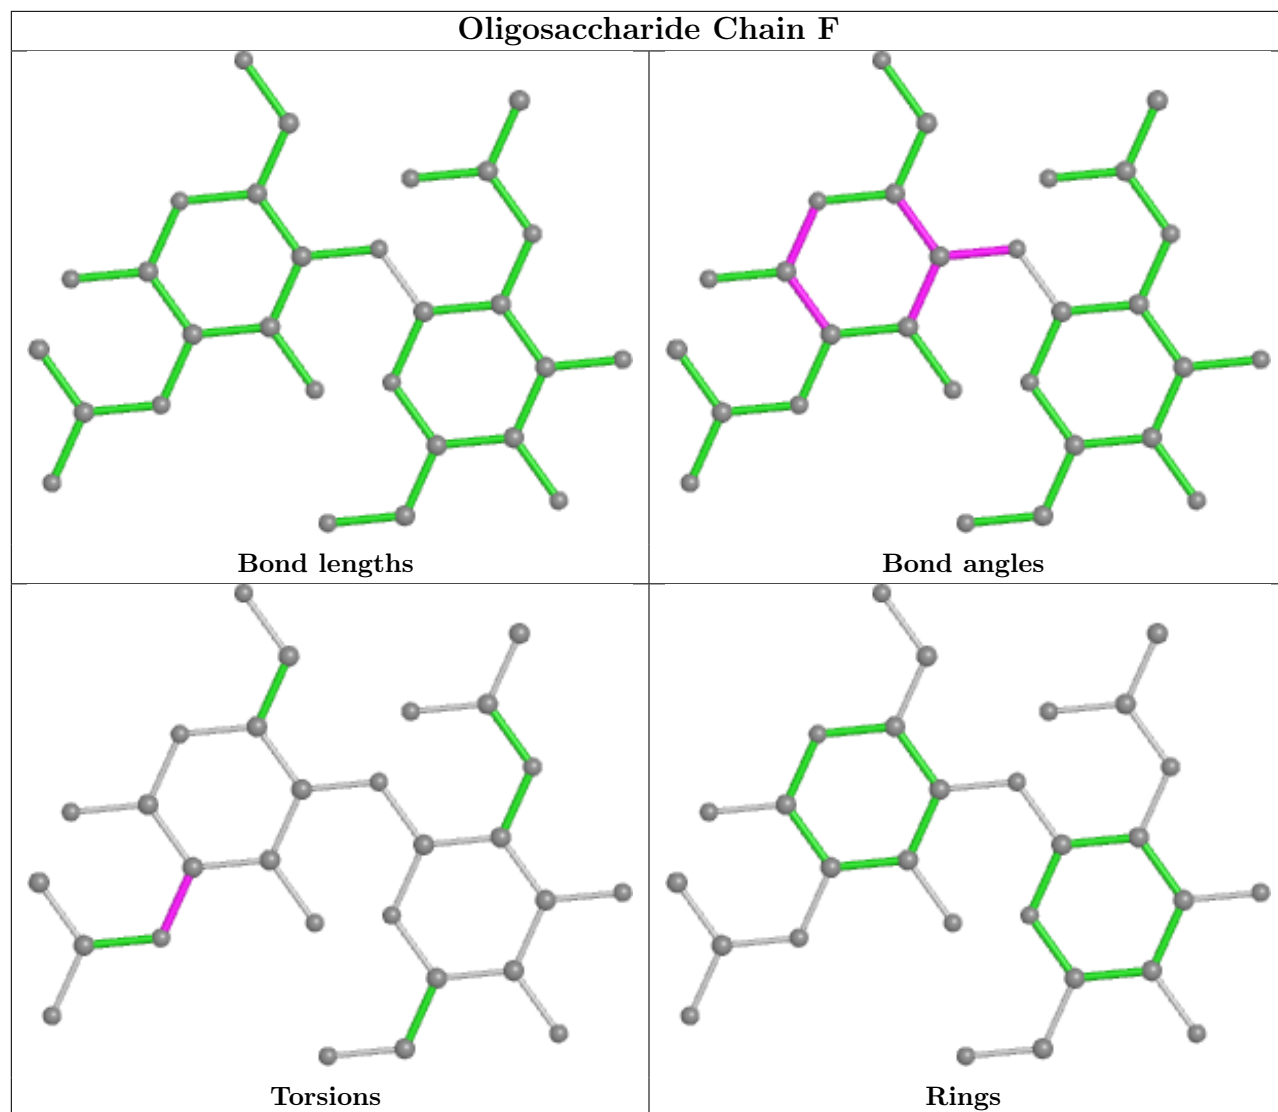 Oligosaccharide Chain F
Bond lengths
Bond angles
Torsions
Rings